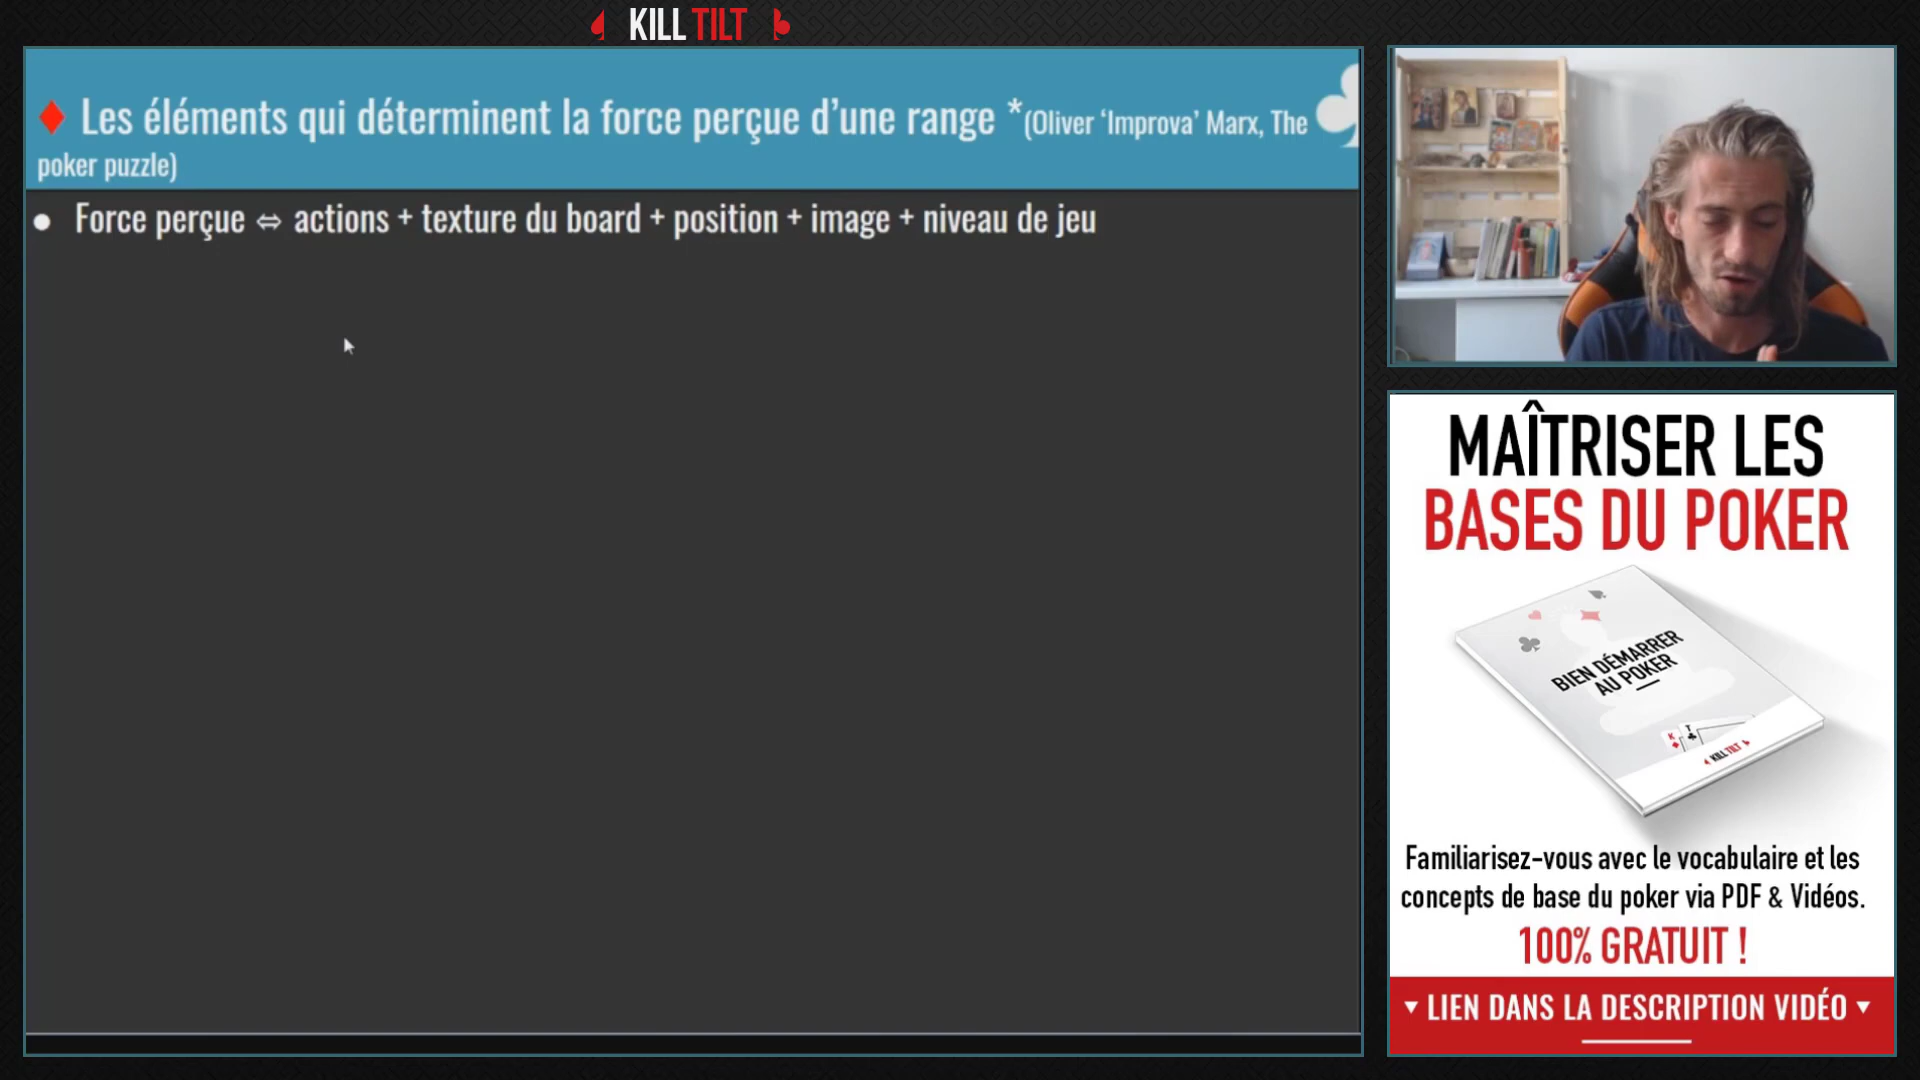 KILL TILT
Les éléments qui déterminent la force perçue d'une range *(Oliver 'Improva' Marx, The
poker puzzle)
● Force perçue ⇔ actions + texture du board + position + image + niveau de jeu
MAÎTRISER LES
BASES DU POKER
BIEN DÉMARRER
AU POKER
K
T
KILL TILT
Familiarisez-vous avec le vocabulaire et les
concepts de base du poker via PDF & Vidéos.
100% GRATUIT !
▼ LIEN DANS LA DESCRIPTION VIDÉO ▼